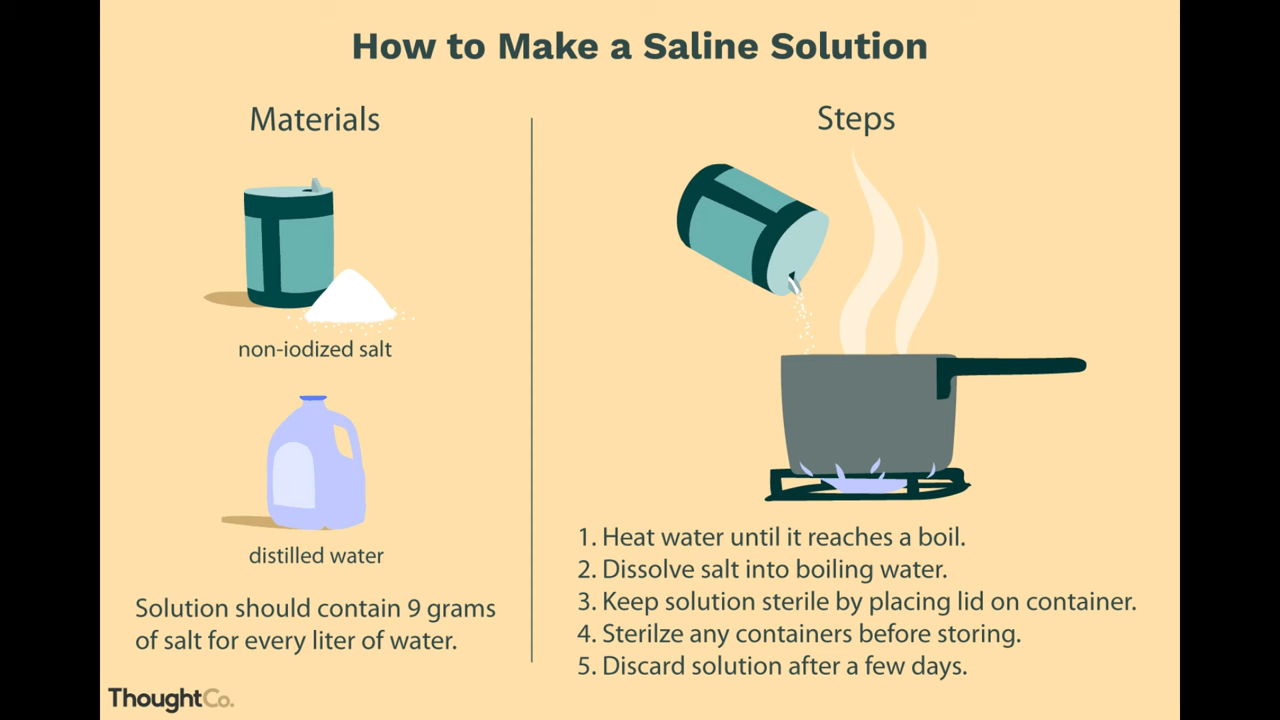 How to Make a Saline Solution
Materials
non-iodized salt
distilled water
Solution should contain 9 grams
of salt for every liter of water.
Steps
1. Heat water until it reaches a boil.
2. Dissolve salt into boiling water.
3. Keep solution sterile by placing lid on container.
4. Sterilze any containers before storing.
5. Discard solution after a few days.
ThoughtCo.